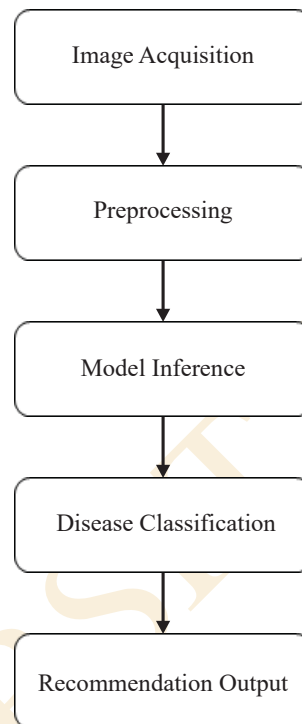 Image Acquisition
Preprocessing
Model Inference
Disease Classification
Recommendation Output